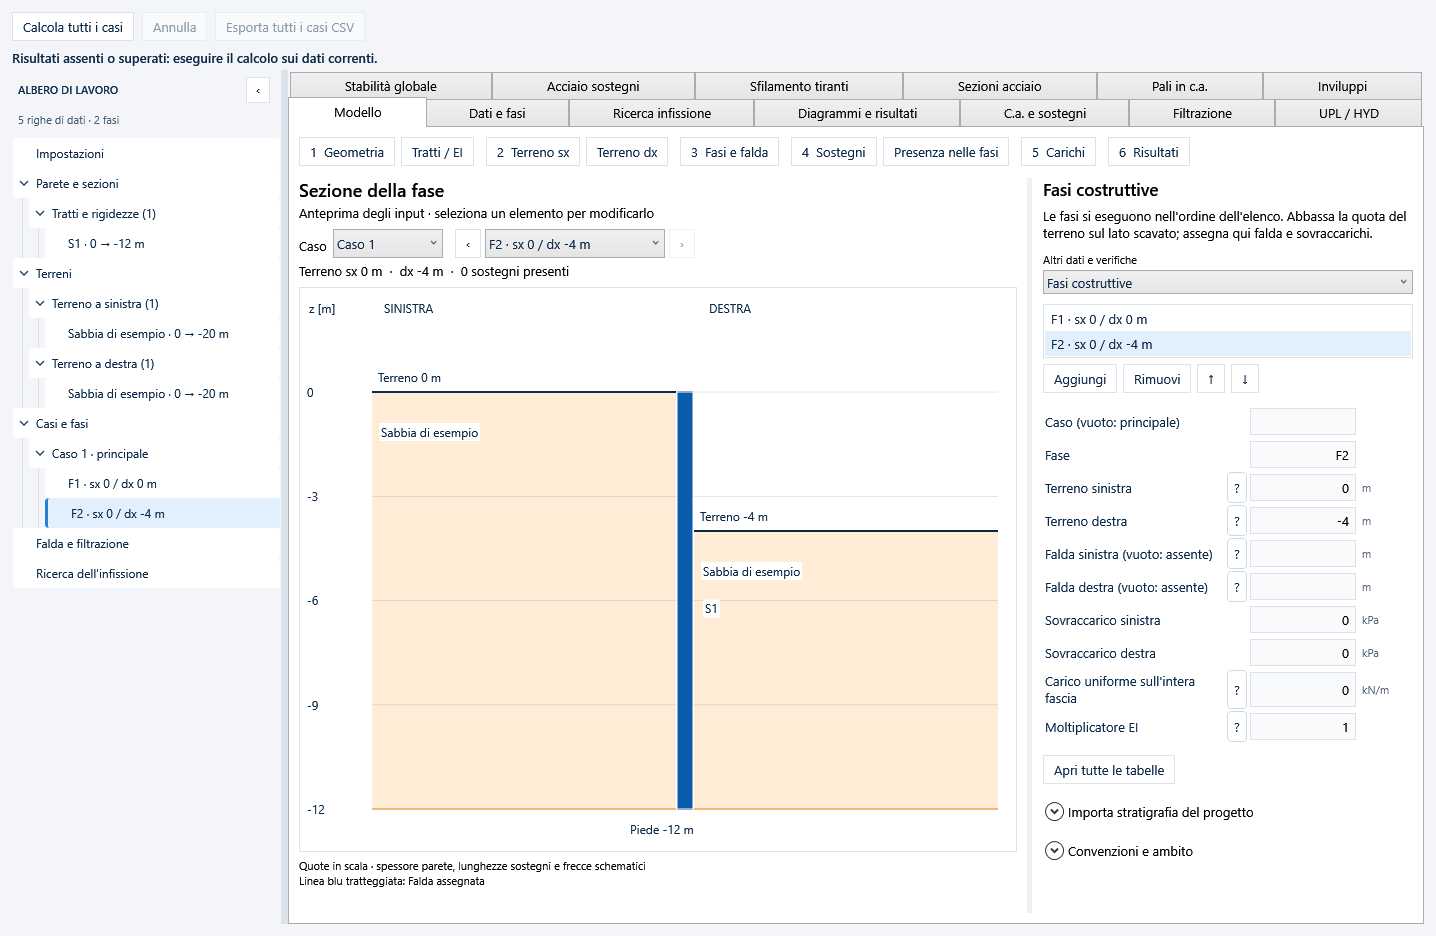 Calcola tutti i casi
Annulla
Esporta tutti i casi CSV
Risultati assenti o superati: eseguire il calcolo sui dati correnti.
ALBERO DI LAVORO
‹
5 righe di dati · 2 fasi
Impostazioni
Parete e sezioni
Tratti e rigidezze (1)
S1 · 0 → -12 m
Terreni
Terreno a sinistra (1)
Sabbia di esempio · 0 → -20 m
Terreno a destra (1)
Sabbia di esempio · 0 → -20 m
Casi e fasi
Caso 1 · principale
F1 · sx 0 / dx 0 m
F2 · sx 0 / dx -4 m
Falda e filtrazione
Ricerca dell'infissione
Stabilità globale
Acciaio sostegni
Sfilamento tiranti
Sezioni acciaio
Pali in c.a.
Inviluppi
Modello
Dati e fasi
Ricerca infissione
Diagrammi e risultati
C.a. e sostegni
Filtrazione
UPL / HYD
1 Geometria
Tratti / EI
2 Terreno sx
Terreno dx
3 Fasi e falda
4 Sostegni
Presenza nelle fasi
5 Carichi
6 Risultati
Sezione della fase
Anteprima degli input · seleziona un elemento per modificarlo
Caso
Caso 1
‹
F2 · sx 0 / dx -4 m
›
Terreno sx 0 m · dx -4 m · 0 sostegni presenti
z [m]
SINISTRA
DESTRA
Terreno 0 m
0
Sabbia di esempio
-3
Terreno -4 m
Sabbia di esempio
-6
S1
-9
-12
Piede -12 m
Quote in scala · spessore parete, lunghezze sostegni e frecce schematici
Linea blu tratteggiata: Falda assegnata
Fasi costruttive
Le fasi si eseguono nell'ordine dell'elenco. Abbassa la quota del
terreno sul lato scavato; assegna qui falda e sovraccarichi.
Altri dati e verifiche
Fasi costruttive
F1 · sx 0 / dx 0 m
F2 · sx 0 / dx -4 m
Aggiungi
Rimuovi
↑
↓
Caso (vuoto: principale)
Fase
F2
Terreno sinistra
? 0 m
Terreno destra
? -4 m
Falda sinistra (vuoto: assente)
? m
Falda destra (vuoto: assente)
? m
Sovraccarico sinistra
0 kPa
Sovraccarico destra
0 kPa
Carico uniforme sull'intera
fascia
? 0 kN/m
Moltiplicatore EI
? 1
Apri tutte le tabelle
Importa stratigrafia del progetto
Convenzioni e ambito